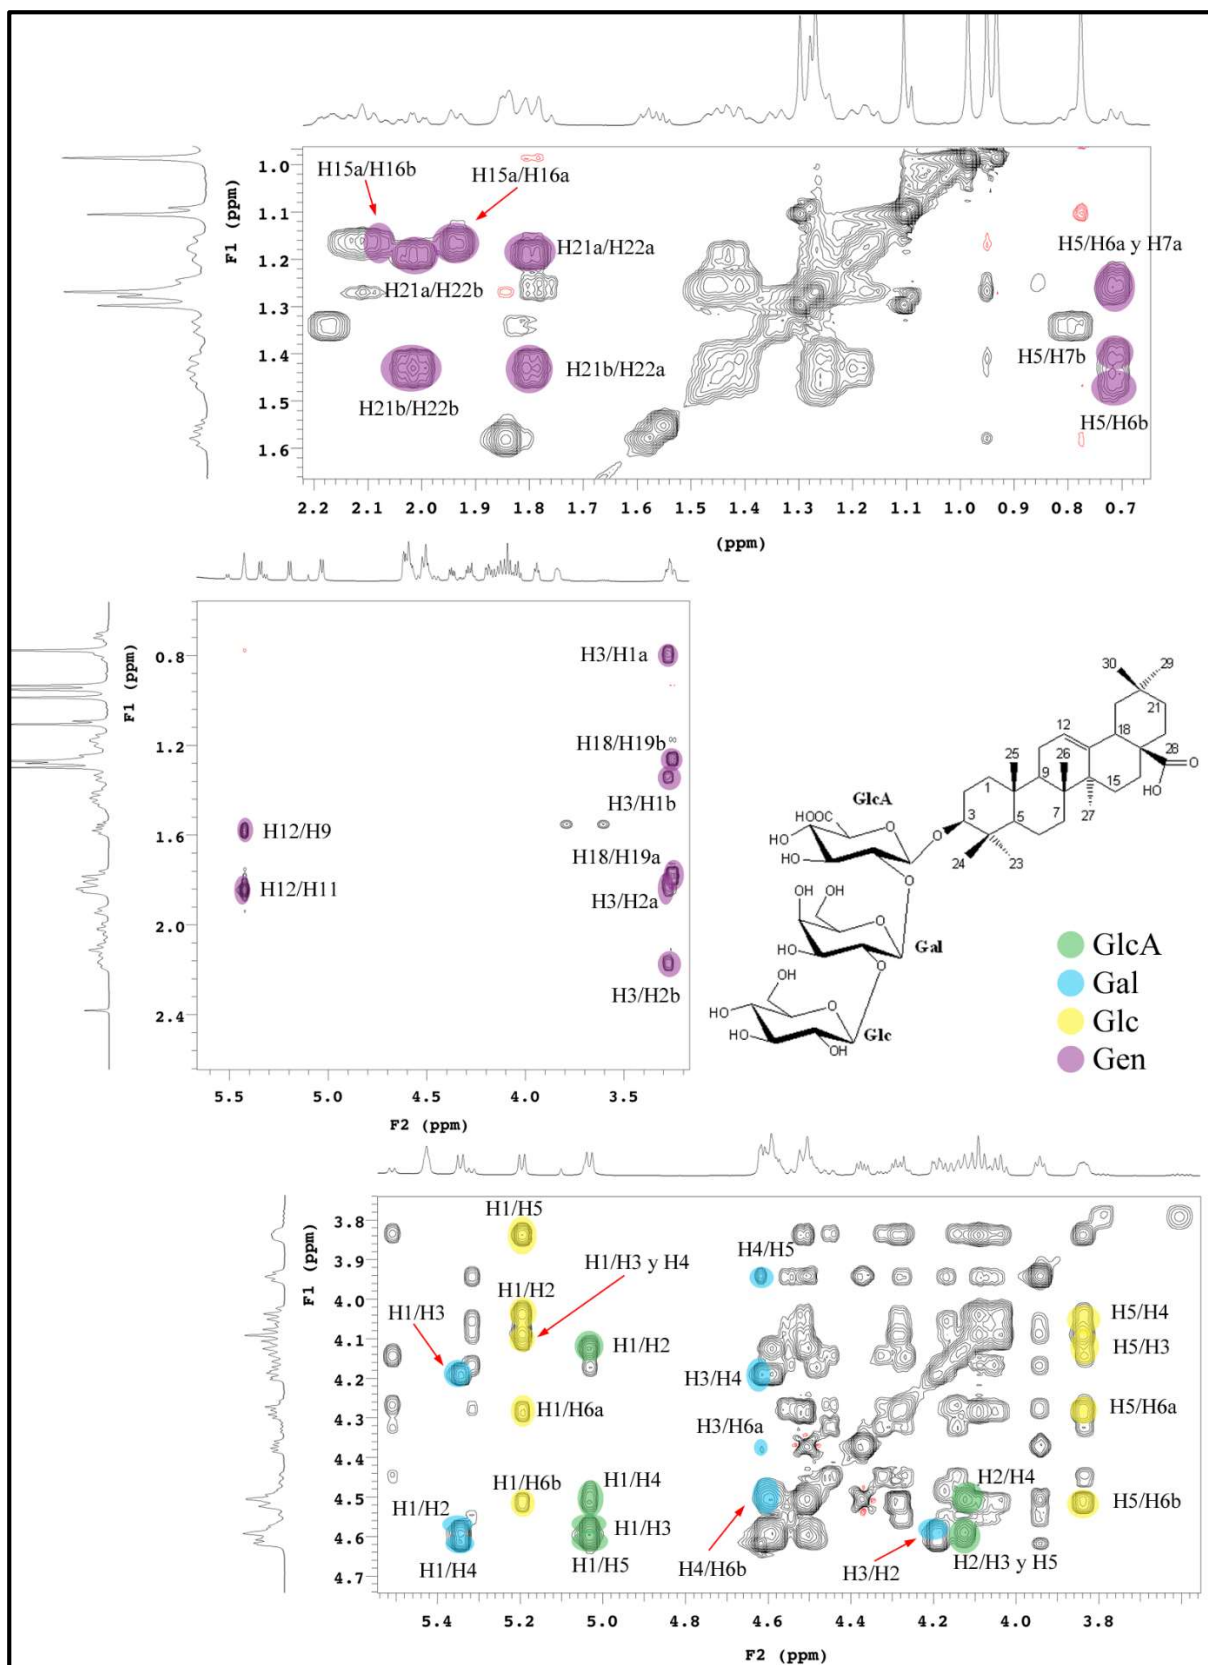 F1 (ppm)
1.0
1.1
1.2
1.3
1.4
1.5
1.6
H15a/H16b
H15a/H16a
H21a/H22a
H5/H6a y H7a
H21a/H22b
H5/H7b
H21b/H22a
H21b/H22b
H5/H6b
2.2 2.1 2.0 1.9 1.8 1.7 1.6 1.5 1.4 1.3 1.2 1.1 1.0 0.9 0.8 0.7
(ppm)
F1 (ppm)
0.8
1.2
1.6
2.0
2.4
H3/H1a
H18/H19b
H3/H1b
H12/H9
H18/H19a
H12/H11
H3/H2a
H3/H2b
5.5 5.0 4.5 4.0 3.5
F2 (ppm)
30
29
21
12
18
28
O
HO
25
26
9
15
1
3
5
7
27
24
23
GlcA
HOOC
HO
HO
O
O
O
OH
OH
O
HO
Gal
O
OH
HO
HO
O
Glc
OH
O
GlcA
Gal
Glc
Gen
F1 (ppm)
3.8
3.9
4.0
4.1
4.2
4.3
4.4
4.5
4.6
4.7
H1/H5
H1/H3 y H4
H4/H5
H1/H2
H1/H3
H5/H4
H1/H2
H5/H3
H3/H4
H1/H6a
H3/H6a
H5/H6a
H1/H4
H2/H4
H1/H6b
H5/H6b
H1/H2
H1/H3
H1/H4
H1/H5
H4/H6b
H3/H2
H2/H3 y H5
5.4 5.2 5.0 4.8 4.6 4.4 4.2 4.0 3.8
F2 (ppm)